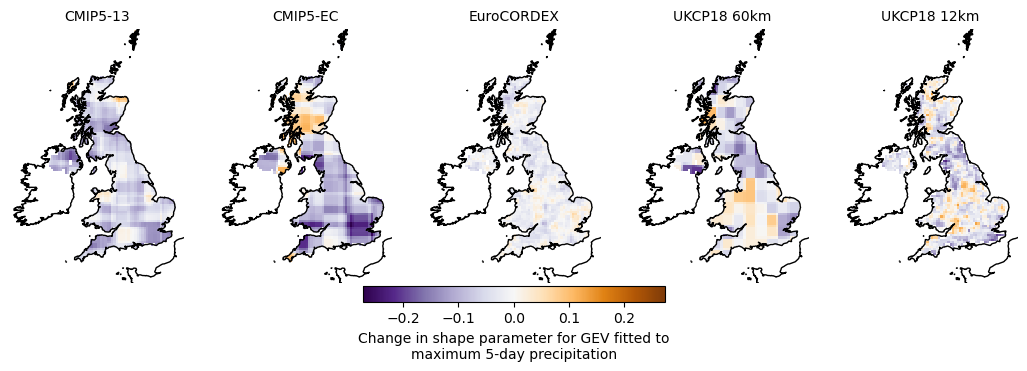 CMIP5-13 CMIP5-EC EuroCORDEX UKCP18 60km UKCP18 12km
−0.2 −0.1 0.0 0.1 0.2
Change in shape parameter for GEV fitted to
maximum 5-day precipitation